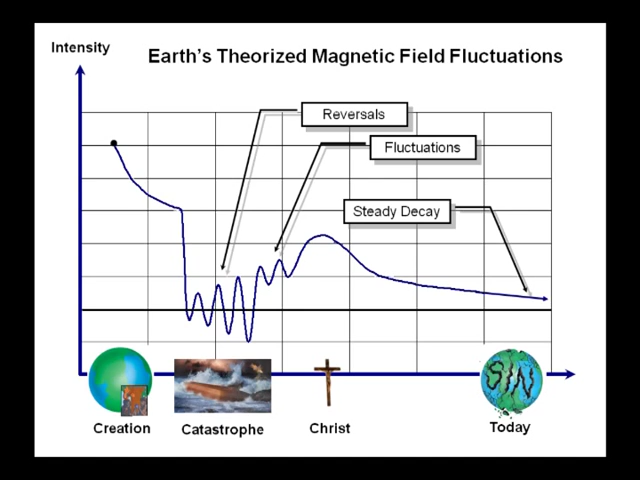 Intensity
Earth's Theorized Magnetic Field Fluctuations
Reversals
Fluctuations
Steady Decay
SIN
Creation
Catastrophe
Christ
Today